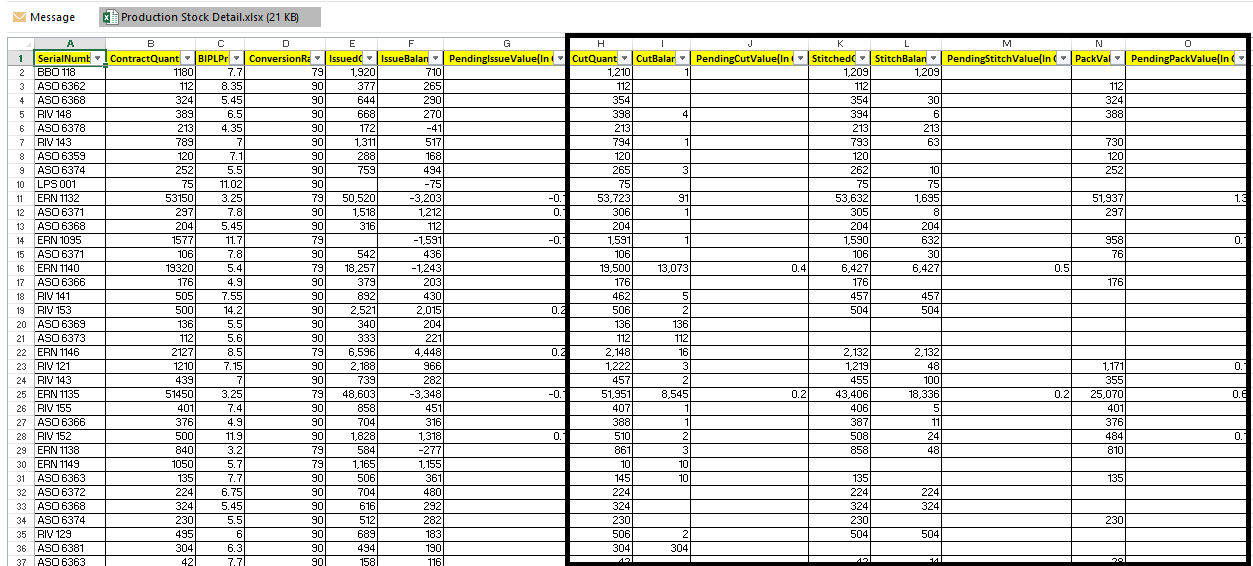 Message Production Stock Detail.xlsx (21 KB)
A B C D E F G H I J K L M N O
1 SerialNumb ContractQuant BIPLPr ConversionRa IssuedQ IssueBalan PendingIssueValue(In CutQuant CutBalar PendingCutValue(In StitchedQ StitchBalan PendingStitchValue(In PackVal PendingPackValue(In
2 BBO 118 1180 7.7 79 1,920 710 1,210 1 1,209 1,209
3 ASO 6362 112 8.35 90 377 265 112 112 112
4 ASO 6368 324 5.45 90 644 290 354 354 30 324
5 RIV 148 389 6.5 90 668 270 398 4 394 6 388
6 ASO 6378 213 4.35 90 172 -41 213 213 213
7 RIV 143 789 7 90 1,311 517 794 1 793 63 730
8 ASO 6359 120 7.1 90 288 168 120 120 120
9 ASO 6374 252 5.5 90 759 494 265 3 262 10 252
10 LPS 001 75 11.02 90 -75 75 75 75
11 ERN 1132 53150 3.25 79 50,520 -3,203 -0. 53,723 91 53,632 1,695 51,937 1.3
12 ASO 6371 297 7.8 90 1,518 1,212 0. 306 1 305 8 297
13 ASO 6368 204 5.45 90 316 112 204 204 204
14 ERN 1095 1577 11.7 79 -1,591 -0. 1,591 1 1,590 632 958 0.
15 ASO 6371 106 7.8 90 542 436 106 106 30 76
16 ERN 1140 19320 5.4 79 18,257 -1,243 19,500 13,073 0.4 6,427 6,427 0.5
17 ASO 6366 176 4.9 90 379 203 176 176 176
18 RIV 141 505 7.55 90 892 430 462 5 457 457
19 RIV 153 500 14.2 90 2,521 2,015 0.2 506 2 504 504
20 ASO 6369 136 5.5 90 340 204 136 136
21 ASO 6373 112 5.6 90 333 221 112 112
22 ERN 1146 2127 8.5 79 6,596 4,448 0.2 2,148 16 2,132 2,132
23 RIV 121 1210 7.15 90 2,188 966 1,222 3 1,219 48 1,171 0.
24 RIV 143 439 7 90 739 282 457 2 455 100 355
25 ERN 1135 51450 3.25 79 48,603 -3,348 -0. 51,951 8,545 0.2 43,406 18,336 0.2 25,070 0.6
26 RIV 155 401 7.4 90 858 451 407 1 406 5 401
27 ASO 6366 376 4.9 90 704 316 388 1 387 11 376
28 RIV 152 500 11.9 90 1,828 1,318 0. 510 2 508 24 484 0.
29 ERN 1138 840 3.2 79 584 -277 861 3 858 48 810
30 ERN 1149 1050 5.7 79 1,165 1,155 10 10
31 ASO 6363 135 7.7 90 506 361 145 10 135 135
32 ASO 6372 224 6.75 90 704 480 224 224 224
33 ASO 6368 324 5.45 90 616 292 324 324 324
34 ASO 6374 230 5.5 90 512 282 230 230 230
35 RIV 129 495 6 90 689 183 506 2 504 504
36 ASO 6381 304 6.3 90 494 190 304 304
37 ASO 6363 42 7.7 90 158 116 42 42 14 28